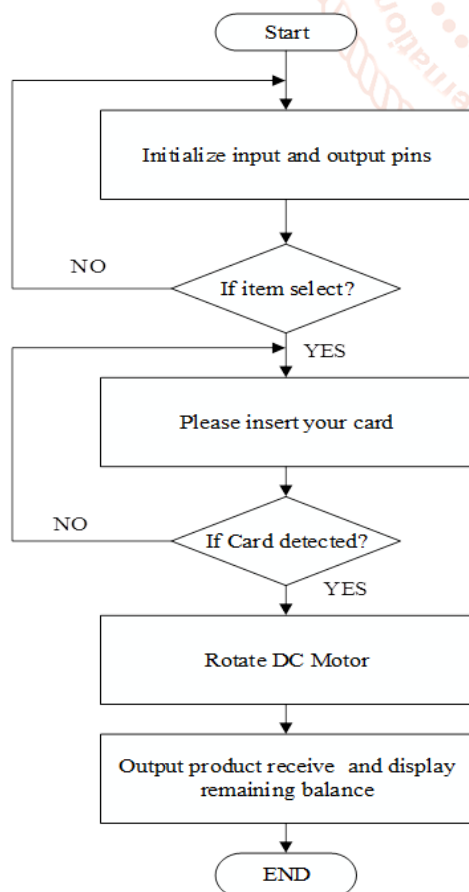 Start
Initialize input and output pins
If item select?
NO
YES
Please insert your card
If Card detected?
NO
YES
Rotate DC Motor
Output product receive and display
remaining balance
END